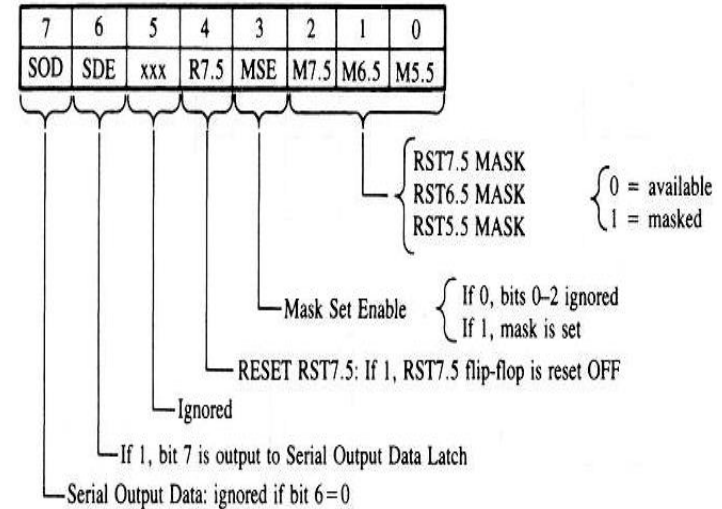 7 6 5 4 3 2 1 0
SOD SDE xxx R7.5 MSE M7.5 M6.5 M5.5
RST7.5 MASK
RST6.5 MASK
RST5.5 MASK
0 = available
1 = masked
Mask Set Enable
If 0, bits 0–2 ignored
If 1, mask is set
RESET RST7.5: If 1, RST7.5 flip-flop is reset OFF
Ignored
If 1, bit 7 is output to Serial Output Data Latch
Serial Output Data: ignored if bit 6=0